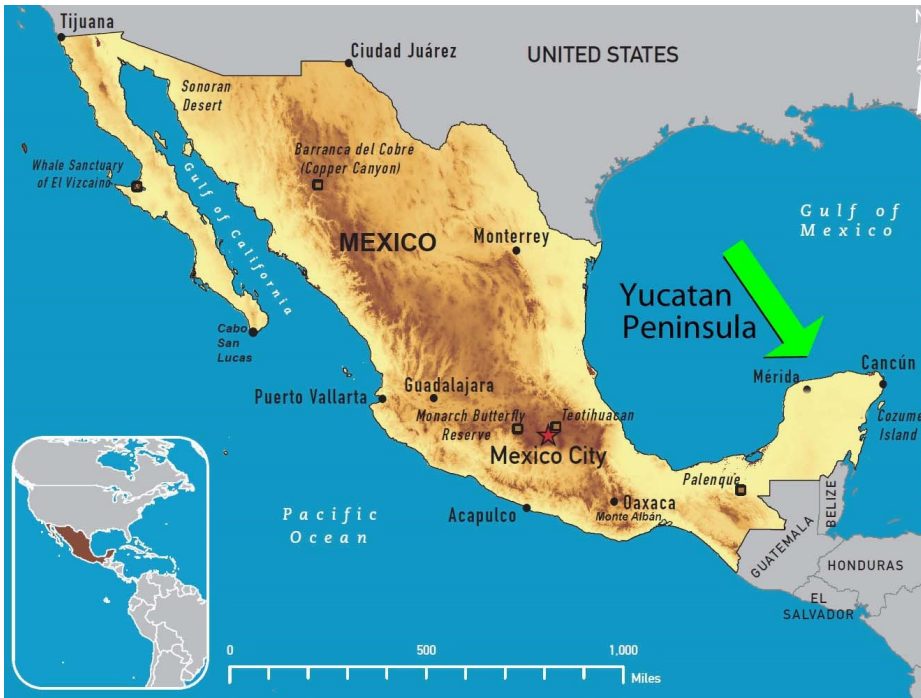 Tijuana
Ciudad Juárez
UNITED STATES
N
Sonoran
Desert
Barranca del Cobre
(Copper Canyon)
Whale Sanctuary
of El Vizcaino
Gulf of California
MEXICO
Monterrey
Gulf of
Mexico
Yucatan
Peninsula
Cabo
San
Lucas
Mérida
Cancún
Puerto Vallarta
Guadalajara
Monarch Butterfly
Reserve
Teotihuacan
Cozume
Island
Mexico City
Palenque
Pacific
Ocean
Acapulco
Oaxaca
Monte Albán
BELIZE
GUATEMALA
HONDURAS
EL
SALVADOR
0
500
1,000
Miles